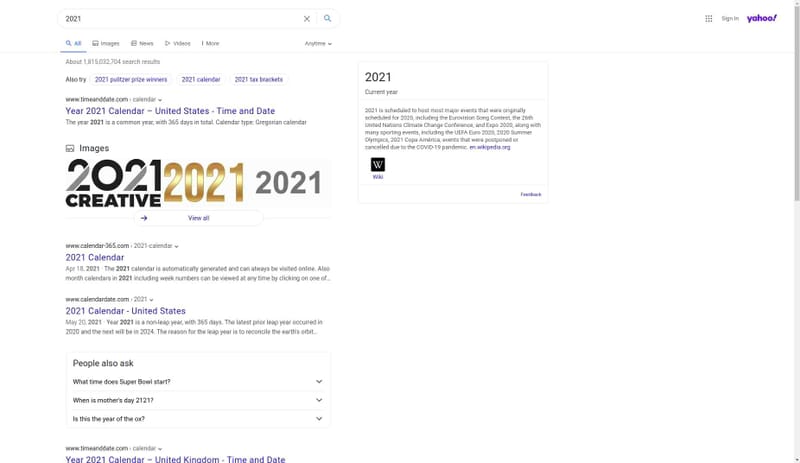 2021
Sign In
yahoo!
All
Images
News
Videos
More
Anytime
About 1,815,032,704 search results
Also try
2021 pulitzer prize winners
2021 calendar
2021 tax brackets
www.timeanddate.com › calendar
Year 2021 Calendar – United States - Time and Date
The year 2021 is a common year, with 365 days in total. Calendar type: Gregorian calendar
Images
2021
CREATIVE
2021
2021
View all
www.calendar-365.com › 2021-calendar
2021 Calendar
Apr 18, 2021 · The 2021 calendar is automatically generated and can always be visited online. Also
month calendars in 2021 including week numbers can be viewed at any time by clicking on one of...
www.calendardate.com › 2021
2021 Calendar - United States
May 20, 2021 · Year 2021 is a non-leap year, with 365 days. The latest prior leap year occurred in
2020 and the next will be in 2024. The reason for the leap year is to reconcile the earth's orbit...
People also ask
What time does Super Bowl start?
When is mother's day 2121?
Is this the year of the ox?
www.timeanddate.com › calendar
Year 2021 Calendar – United Kingdom - Time and Date
2021
Current year
2021 is scheduled to host most major events that were originally
scheduled for 2020, including the Eurovision Song Contest, the 26th
United Nations Climate Change Conference, and Expo 2020, along with
many sporting events, including the UEFA Euro 2020, 2020 Summer
Olympics, 2021 Copa América, events that were postponed or
cancelled due to the COVID-19 pandemic. en.wikipedia.org
W
Wiki
Feedback